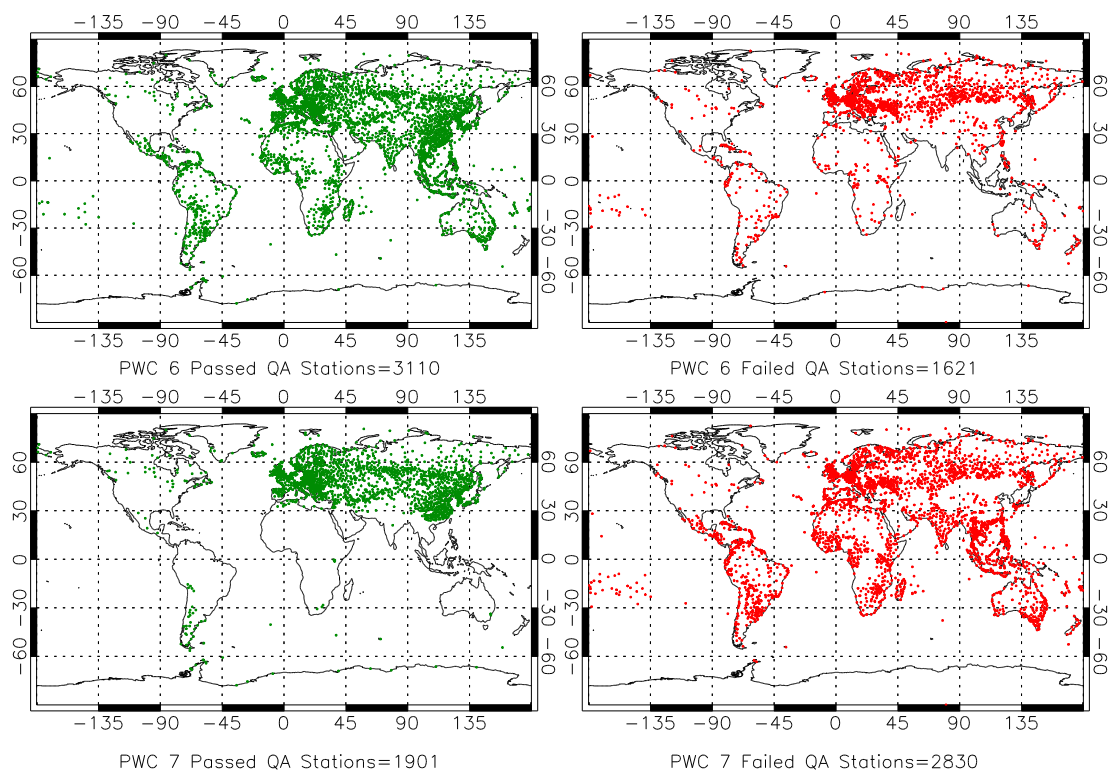 −135 −90 −45 0 45 90 135 −135 −90 −45 0 45 90 135
60 60 60 60
30 30 30 30
0 0 0 0
−30 −30 −30 −30
−60 −60 −60 −60
−135 −90 −45 0 45 90 135 −135 −90 −45 0 45 90 135
PWC 6 Passed QA Stations=3110 PWC 6 Failed QA Stations=1621
−135 −90 −45 0 45 90 135 −135 −90 −45 0 45 90 135
60 60 60 60
30 30 30 30
0 0 0 0
−30 −30 −30 −30
−60 −60 −60 −60
−135 −90 −45 0 45 90 135 −135 −90 −45 0 45 90 135
PWC 7 Passed QA Stations=1901 PWC 7 Failed QA Stations=2830